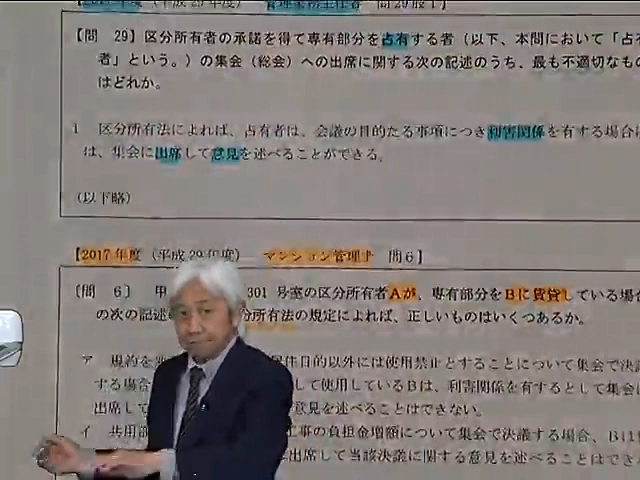 管理業務主任者 問29肢1］
【問 29】区分所有者の承諾を得て専有部分を占有する者（以下、本問において「占
者」という。）の集会（総会）への出席に関する次の記述のうち、最も不適切なも
はどれか。
1 区分所有法によれば、占有者は、会議の目的たる事項につき利害関係を有する場合
は、集会に出席して意見を述べることができる。
（以下略）
【2017年度（平成29年度） マンション管理士 問6】
〔問 6〕 甲 301 号室の区分所有者Aが、専有部分をBに賃貸している場合
の次の記述 分所有法の規定によれば、正しいものはいくつあるか。
ア 規約を 居住目的以外には使用禁止とすることについて集会で決
する場合 して使用しているBは、利害関係を有するとして集会
出席して 意見を述べることはできない。
イ 共用部 工事の負担金増額について集会で決議する場合、Bは
出席して当該決議に関する意見を述べることはでき